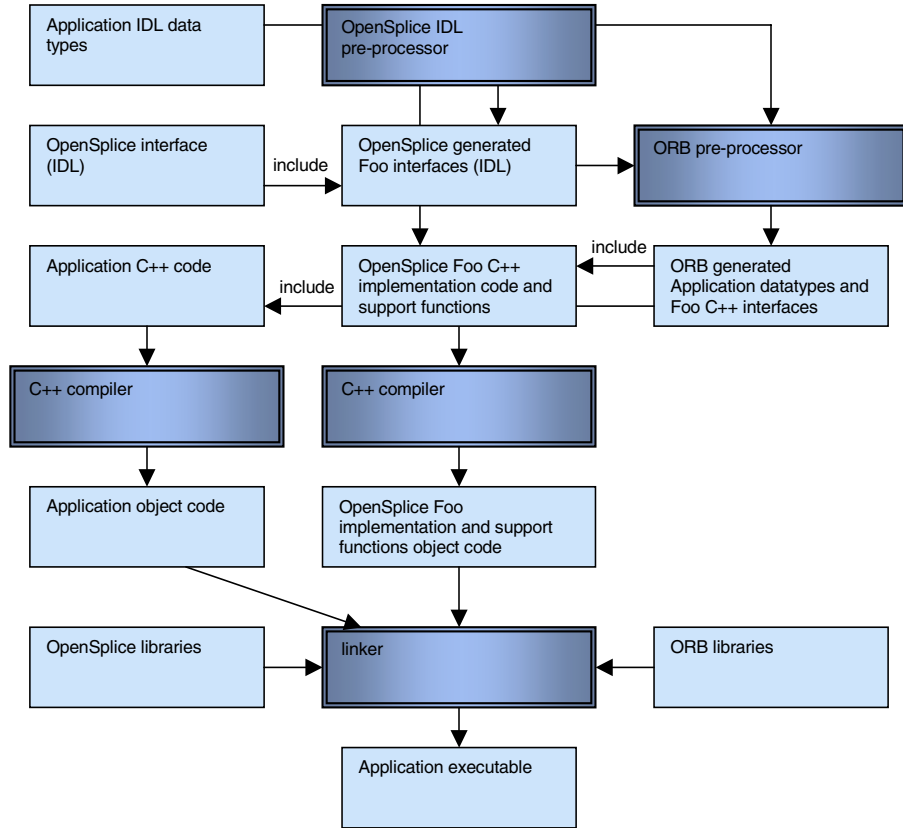 Application IDL data
types
OpenSplice IDL
pre-processor
OpenSplice interface
(IDL)
include
OpenSplice generated
Foo interfaces (IDL)
ORB pre-processor
Application C++ code
include
OpenSplice Foo C++
implementation code and
support functions
include
ORB generated
Application datatypes and
Foo C++ interfaces
C++ compiler
C++ compiler
Application object code
OpenSplice Foo
implementation and support
functions object code
OpenSplice libraries
linker
ORB libraries
Application executable